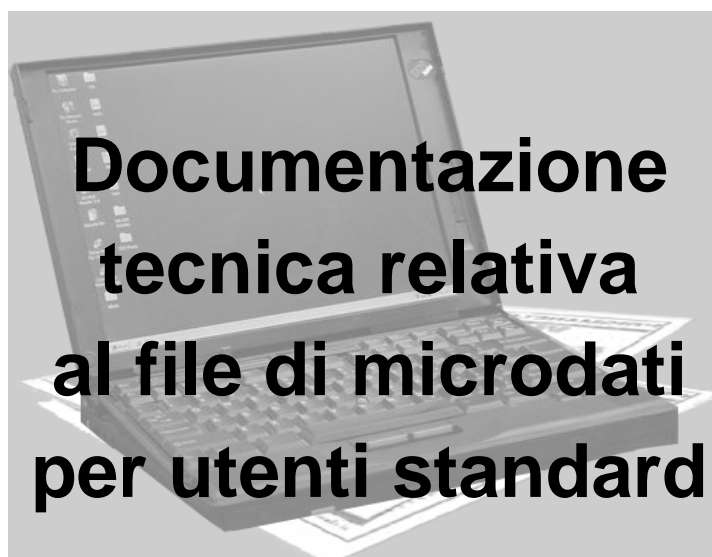 Documentazione
tecnica relativa
al file di microdati
per utenti standard